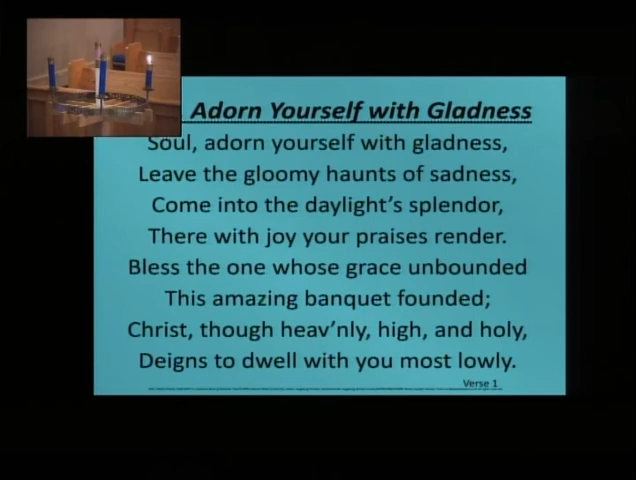 Adorn Yourself with Gladness
Soul, adorn yourself with gladness,
Leave the gloomy haunts of sadness,
Come into the daylight's splendor,
There with joy your praises render.
Bless the one whose grace unbounded
This amazing banquet founded;
Christ, though heav'nly, high, and holy,
Deigns to dwell with you most lowly.
Verse 1